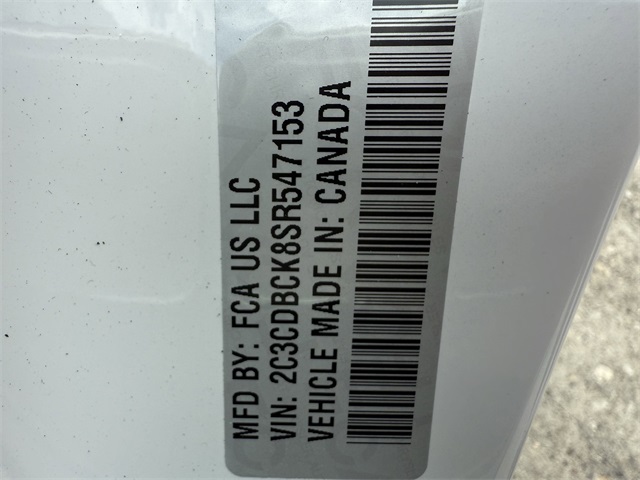 MFD BY: FCA US LLC
VIN: 2C3CDBCK8SR547153
VEHICLE MADE IN: CANADA